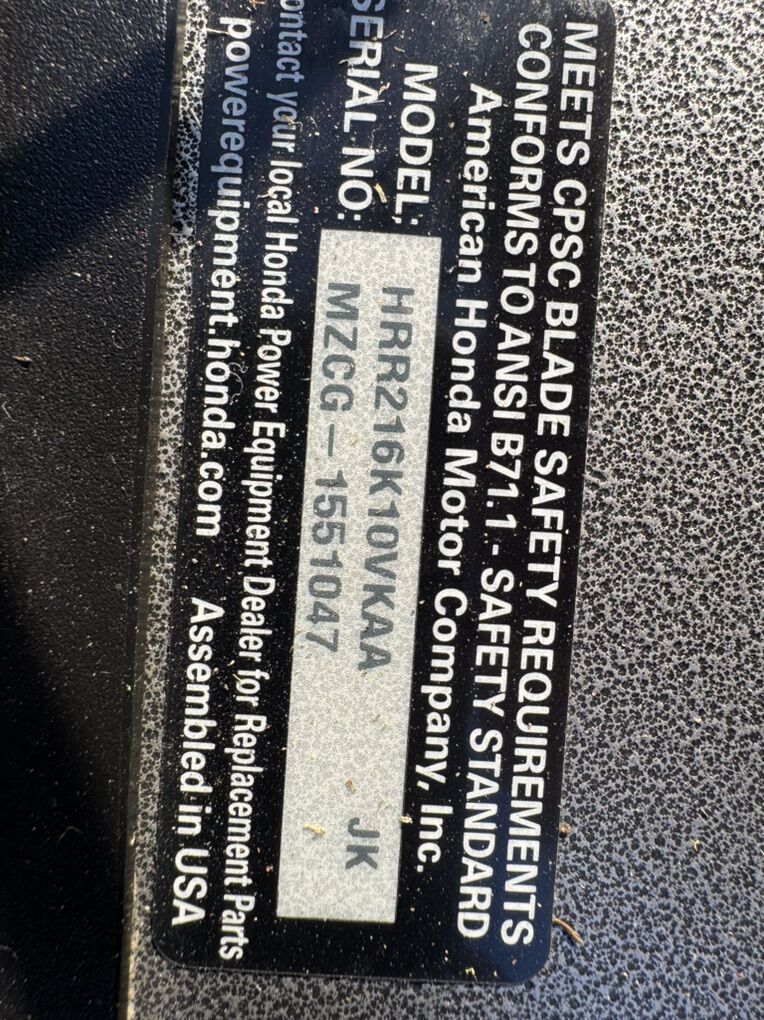 MEETS CPSC BLADE SAFETY REQUIREMENTS
CONFORMS TO ANSI B71.1 - SAFETY STANDARD
American Honda Motor Company, Inc.
MODEL: HRR216K10VKAA JK
SERIAL NO: MZCG-1551047
ontact your local Honda Power Equipment Dealer for Replacement Parts
powerequipment.honda.com Assembled in USA